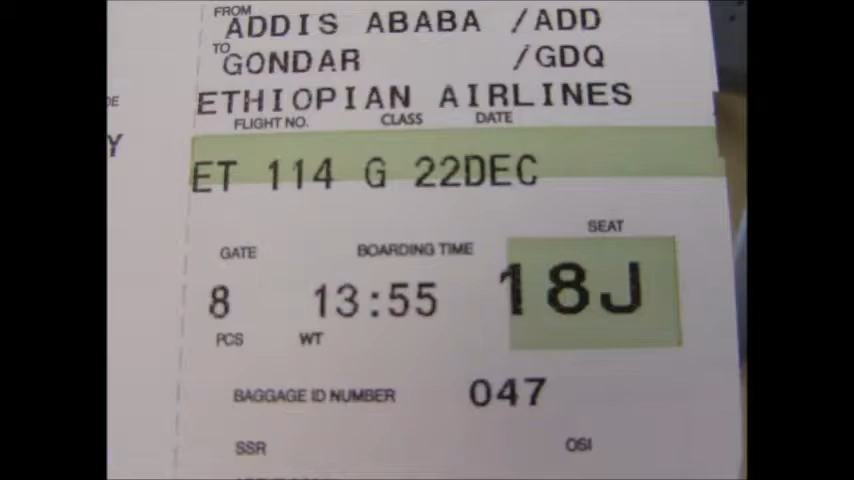 FROM
ADDIS ABABA /ADD
TO
GONDAR /GDQ
ETHIOPIAN AIRLINES
FLIGHT NO. CLASS DATE
ET 114 G 22DEC
SEAT
GATE BOARDING TIME
8 13:55 18J
PCS WT
BAGGAGE ID NUMBER 047
SSR OSI